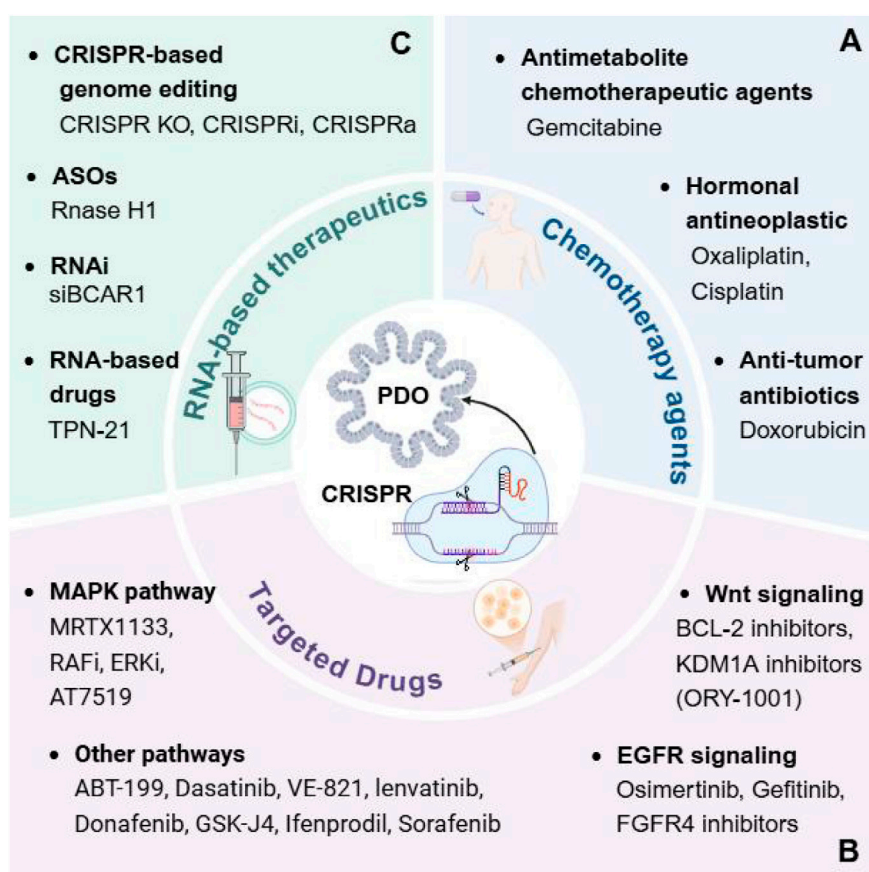 C
• CRISPR-based
genome editing
CRISPR KO, CRISPRi, CRISPRa
• ASOs
Rnase H1
• RNAi
siBCAR1
• RNA-based
drugs
TPN-21
RNA-based therapeutics
A
• Antimetabolite
chemotherapeutic agents
Gemcitabine
• Hormonal
antineoplastic
Oxaliplatin,
Cisplatin
• Anti-tumor
antibiotics
Doxorubicin
Chemotherapy agents
PDO
CRISPR
Targeted Drugs
• MAPK pathway
MRTX1133,
RAFi, ERKi,
AT7519
• Wnt signaling
BCL-2 inhibitors,
KDM1A inhibitors
(ORY-1001)
• Other pathways
ABT-199, Dasatinib, VE-821, lenvatinib,
Donafenib, GSK-J4, Ifenprodil, Sorafenib
• EGFR signaling
Osimertinib, Gefitinib,
FGFR4 inhibitors
B